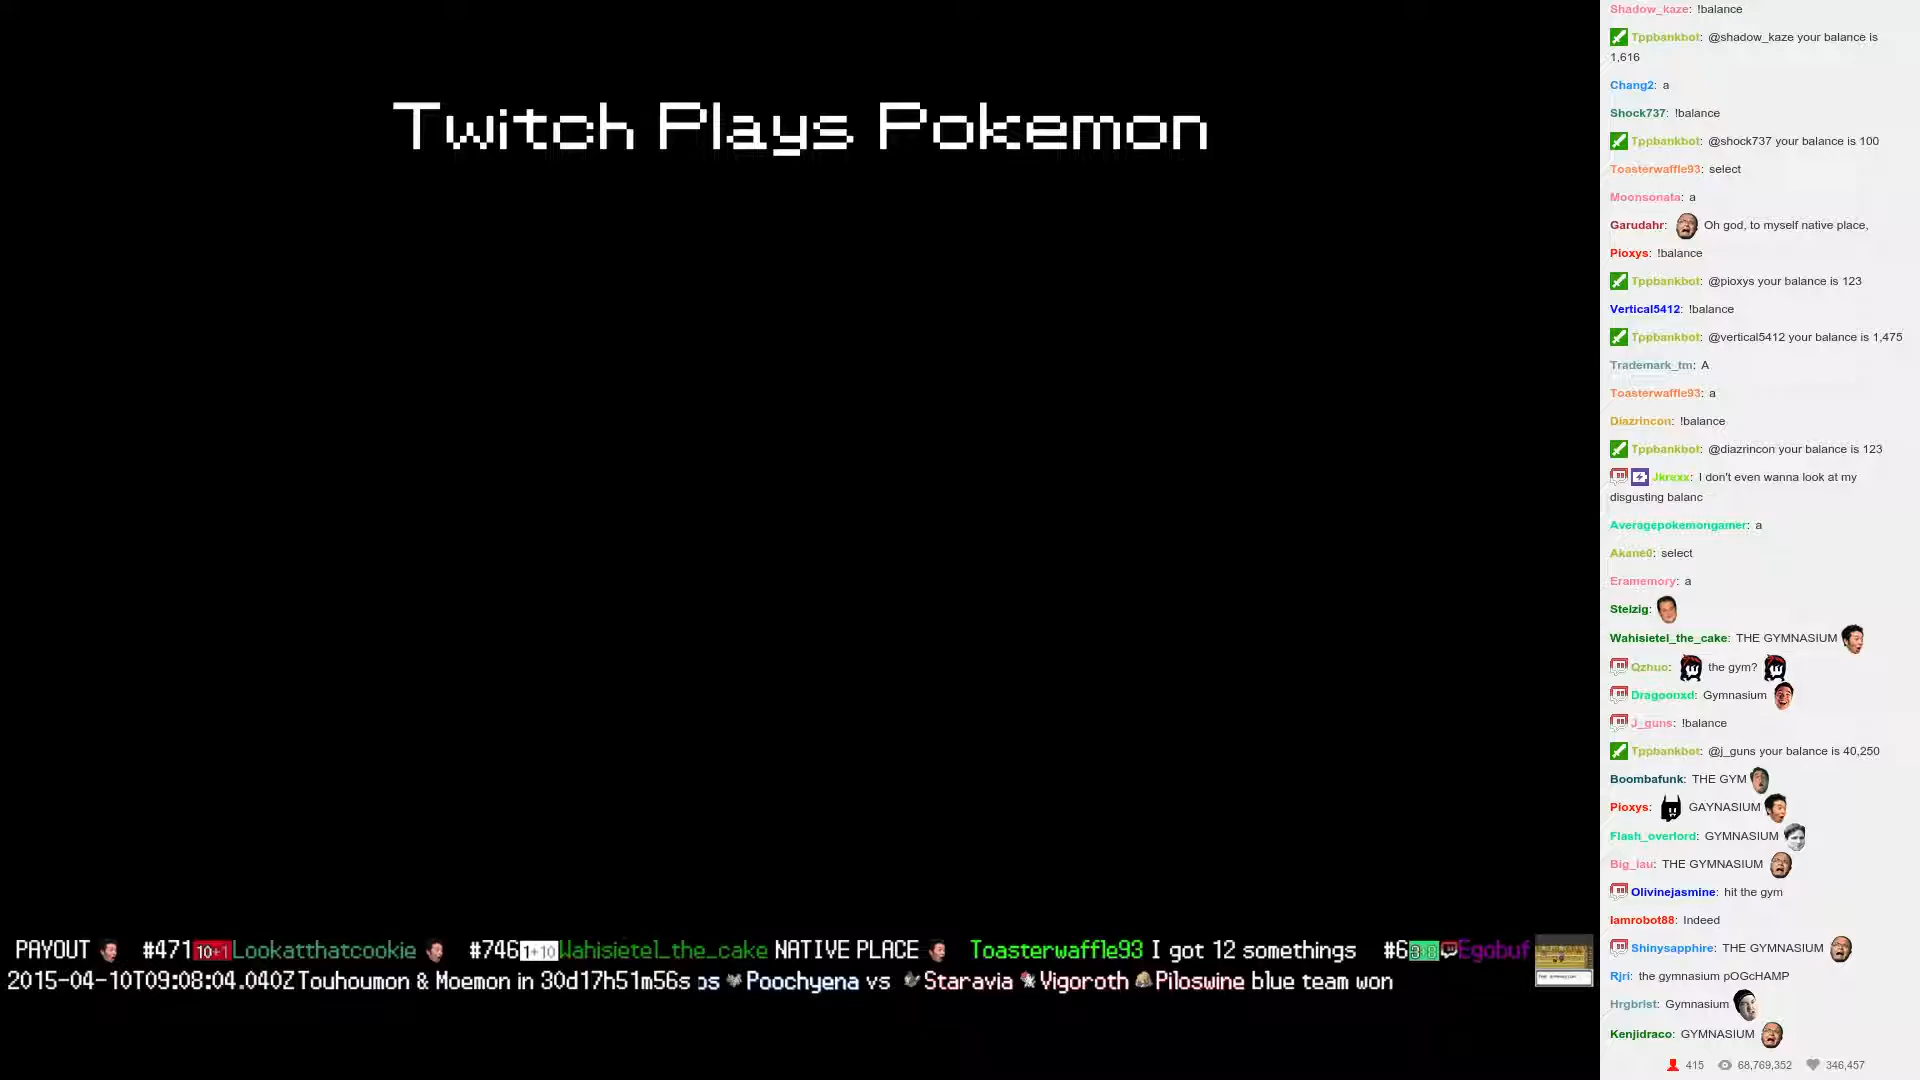 Twitch Plays Pokemon
PAYOUT #471 10+1 Lookatthatcookie #746 1+10 Wahisietel_the_cake NATIVE PLACE Toasterwaffle93 I got 12 somethings #6 3+8 Egobuf
2015-04-10T09:08:04.040Z Touhoumon & Moemon in 30d17h51m56s os Poochyena vs Staravia Vigoroth Piloswine blue team won
Shadow_kaze: !balance
Tppbankbot: @shadow_kaze your balance is
1,616
Chang2: a
Shock737: !balance
Tppbankbot: @shock737 your balance is 100
Toasterwaffle93: select
Moonsonata: a
Garudahr: Oh god, to myself native place,
Pioxys: !balance
Tppbankbot: @pioxys your balance is 123
Vertical5412: !balance
Tppbankbot: @vertical5412 your balance is 1,475
Trademark_tm: A
Toasterwaffle93: a
Diazrincon: !balance
Tppbankbot: @diazrincon your balance is 123
Jkrexx: I don't even wanna look at my
disgusting balanc
Averagepokemongamer: a
Akane0: select
Eramemory: a
Stelzig:
Wahisietel_the_cake: THE GYMNASIUM
Qzhuo: the gym?
Dragoonxd: Gymnasium
J_guns: !balance
Tppbankbot: @j_guns your balance is 40,250
Boombafunk: THE GYM
Pioxys: GAYNASIUM
Flash_overlord: GYMNASIUM
Big_iau: THE GYMNASIUM
Olivinejasmine: hit the gym
Iamrobot88: Indeed
Shinysapphire: THE GYMNASIUM
Rjri: the gymnasium pOGcHAMP
Hrgbrlst: Gymnasium
Kenjidraco: GYMNASIUM
415 68,769,352 346,457